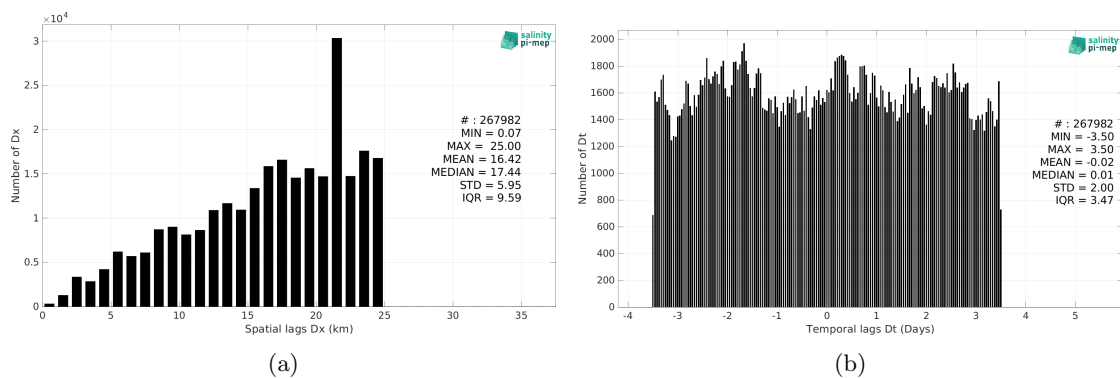 ×10⁴
3
2.5
2
1.5
1
0.5
0
Number of Dx
0 5 10 15 20 25 30 35
Spatial lags Dx (km)
salinity
pi-mep
# : 267982
MIN = 0.07
MAX = 25.00
MEAN = 16.42
MEDIAN = 17.44
STD = 5.95
IQR = 9.59
(a)
2000
1800
1600
1400
1200
1000
800
600
400
200
0
Number of Dt
-4 -3 -2 -1 0 1 2 3 4 5
Temporal lags Dt (Days)
salinity
pi-mep
# : 267982
MIN = -3.50
MAX = 3.50
MEAN = -0.02
MEDIAN = 0.01
STD = 2.00
IQR = 3.47
(b)